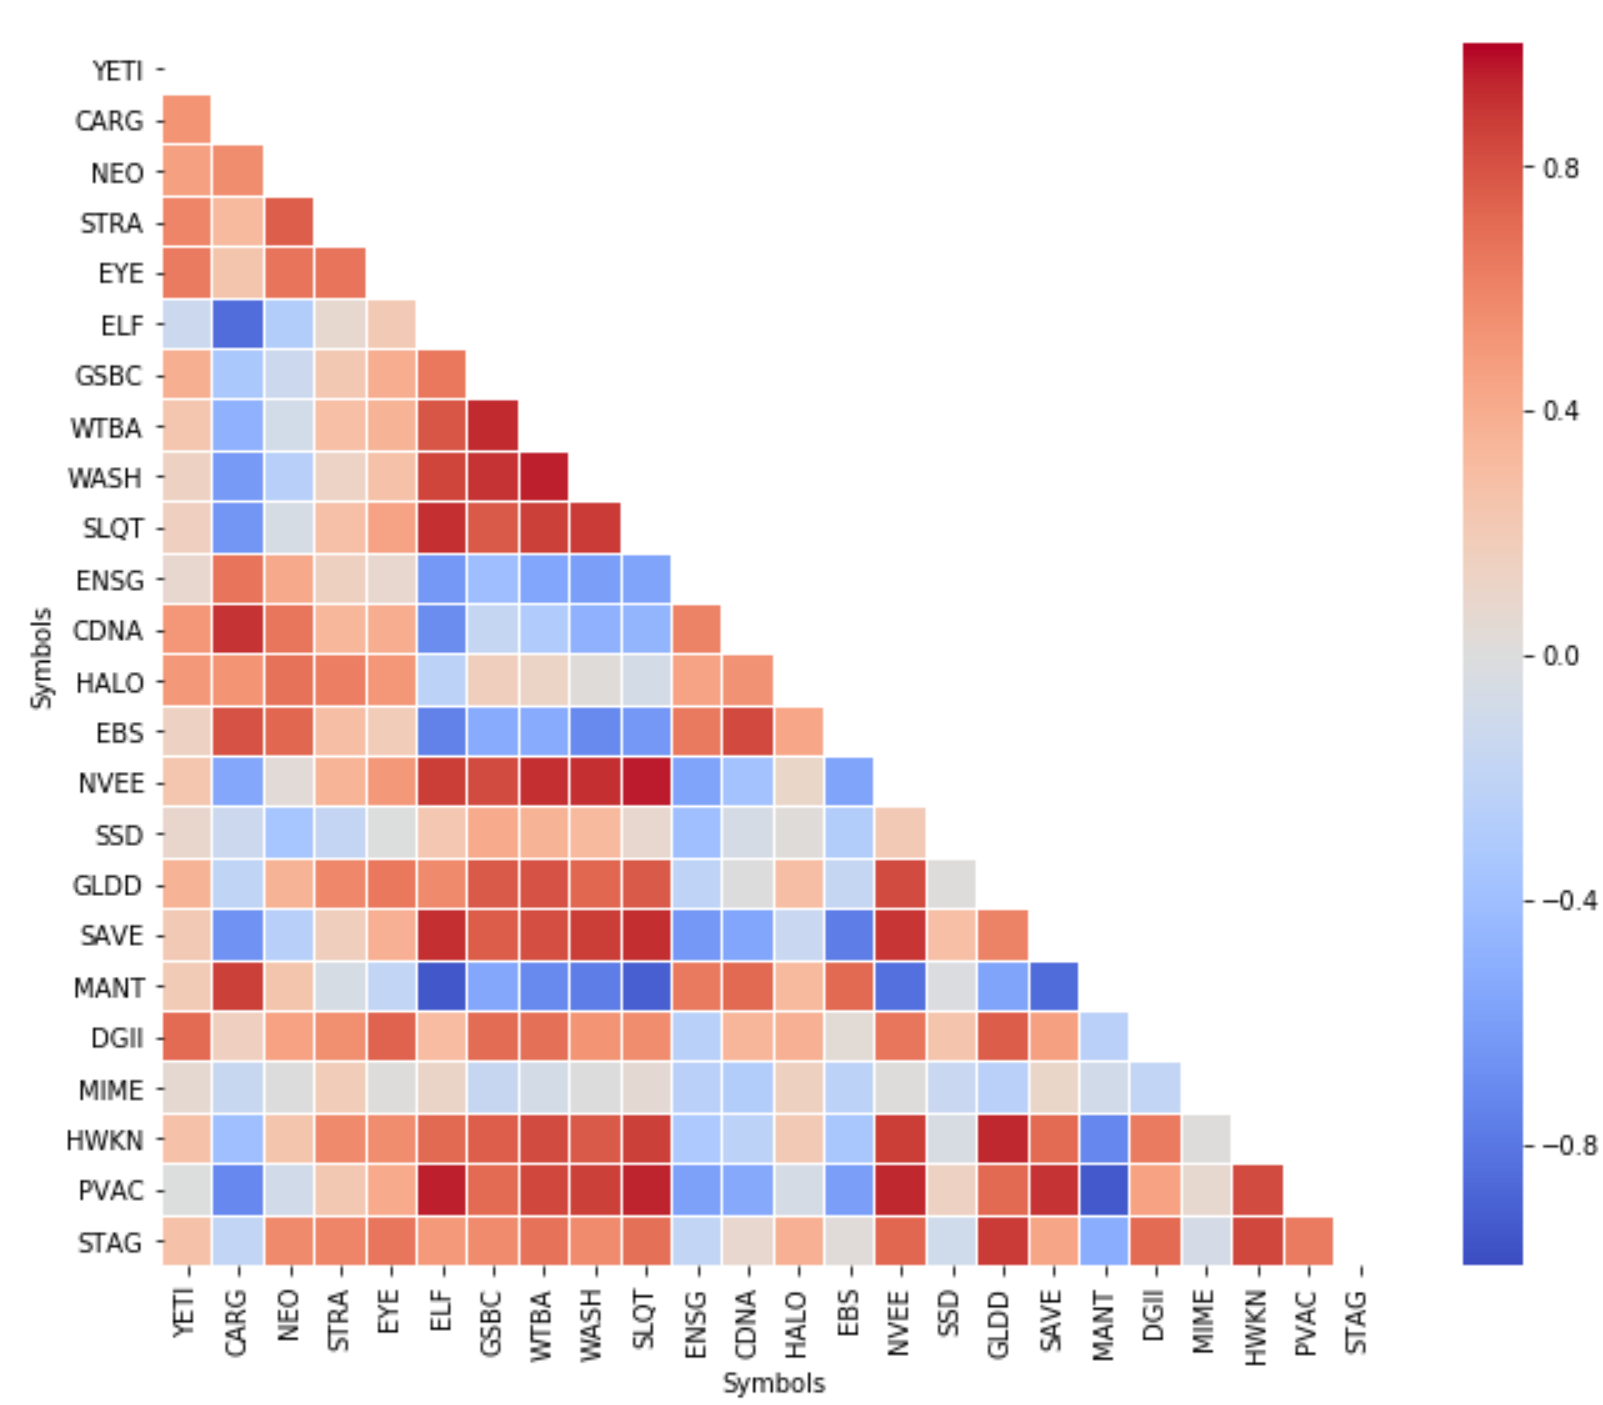 YETI
CARG
NEO
STRA
EYE
ELF
GSBC
WTBA
WASH
SLQT
ENSG
CDNA
HALO
EBS
NVEE
SSD
GLDD
SAVE
MANT
DGII
MIME
HWKN
PVAC
STAG
Symbols
YETI CARG NEO STRA EYE ELF GSBC WTBA WASH SLQT ENSG CDNA HALO EBS NVEE SSD GLDD SAVE MANT DGII MIME HWKN PVAC STAG
Symbols
0.8
0.4
0.0
−0.4
−0.8